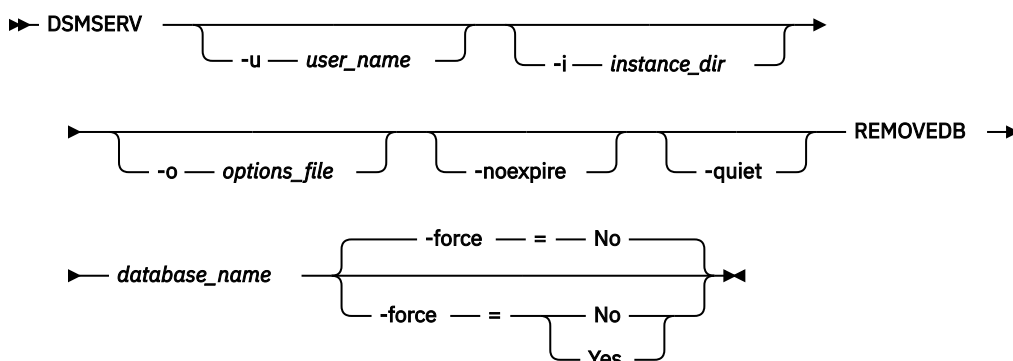 DSMSERV
-u user_name
-i instance_dir
REMOVEDB
-o options_file
-noexpire
-quiet
-force = No
database_name
-force = No
Yes